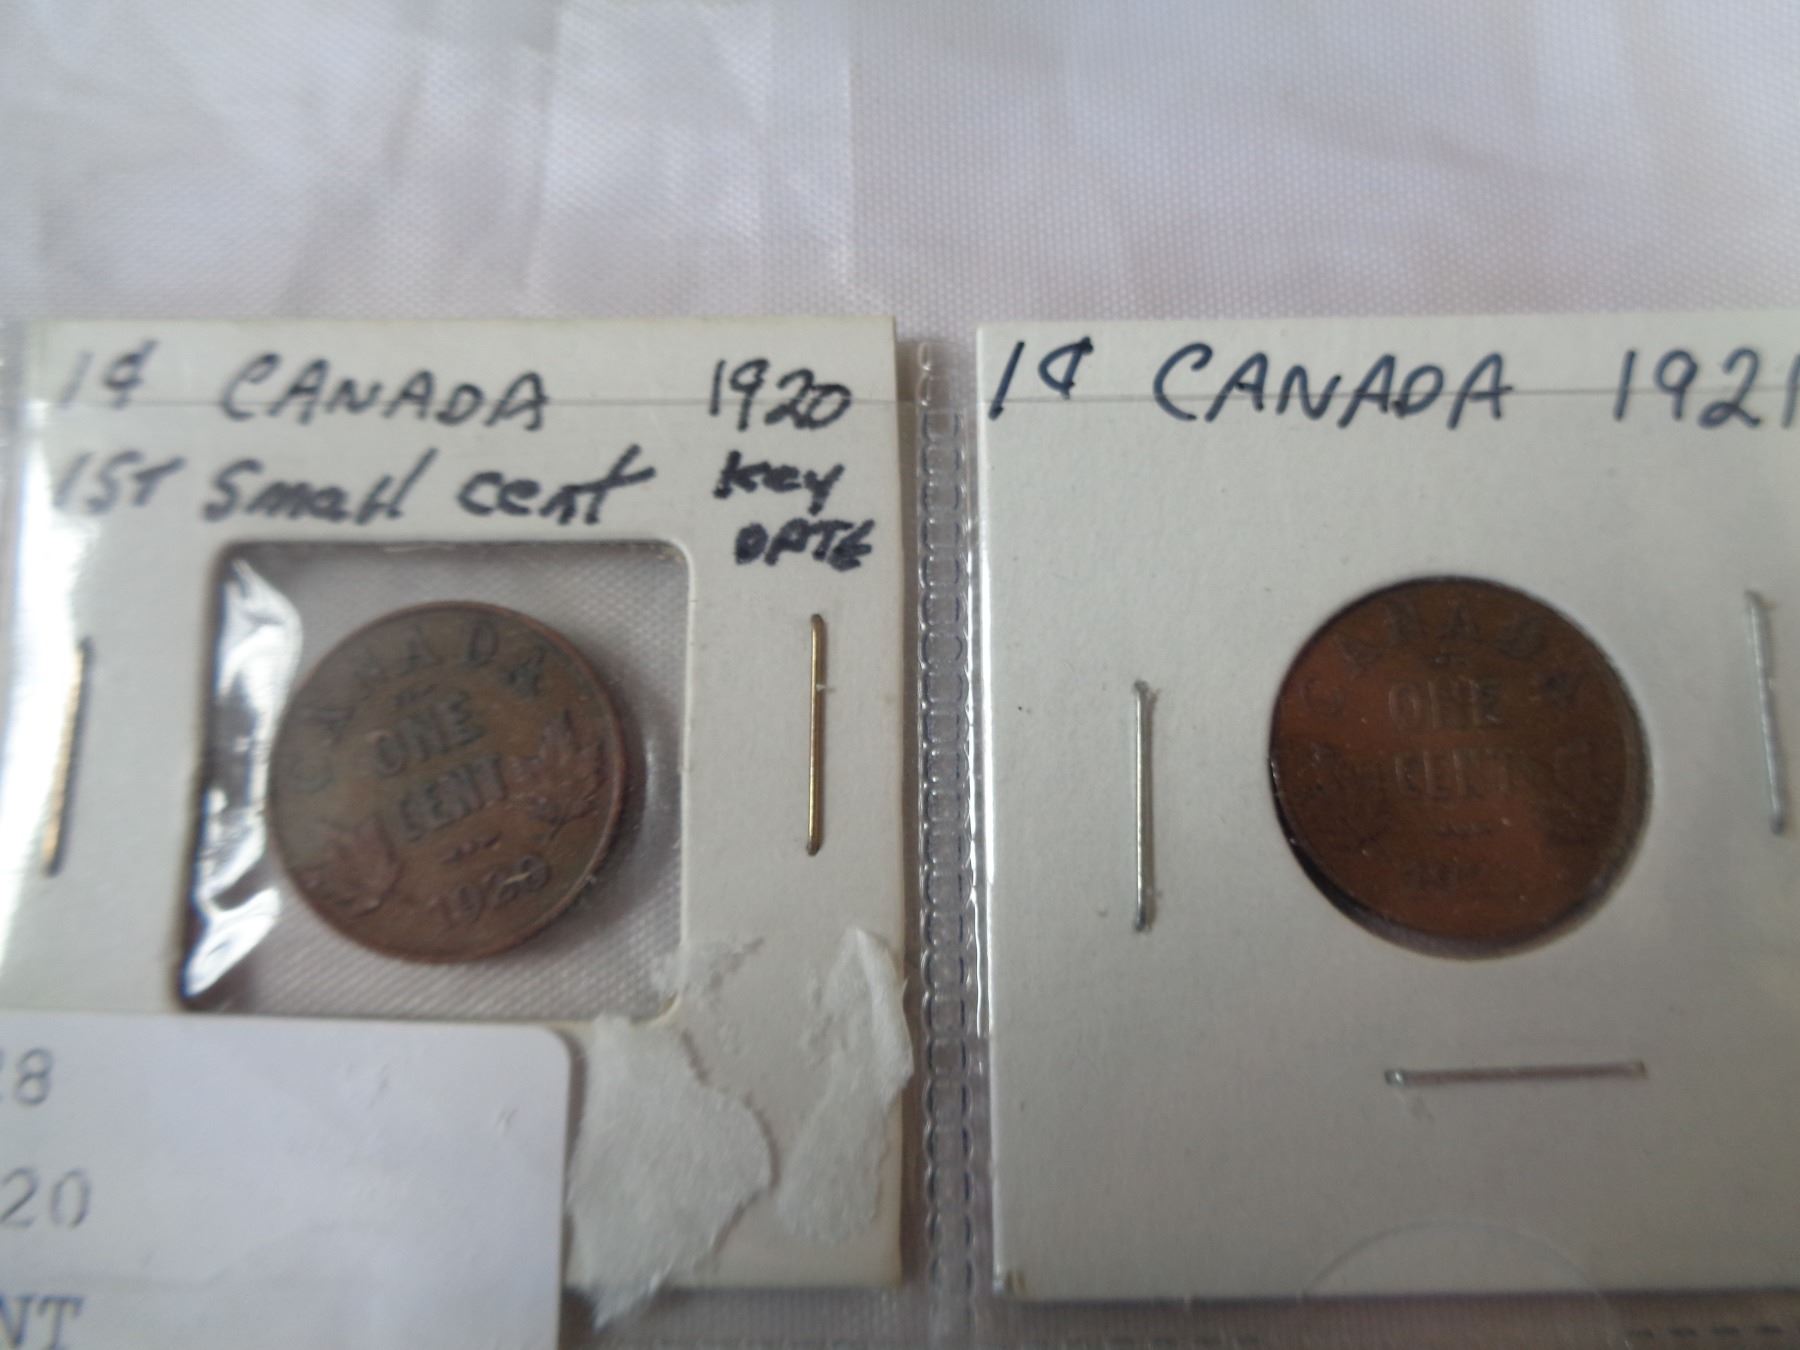 1¢ CANADA 1920
1ST Small cent Key
DATE
CANADA
ONE
CENT
1920
28
20
NT
1¢ CANADA 1921
CANADA
ONE
CENT